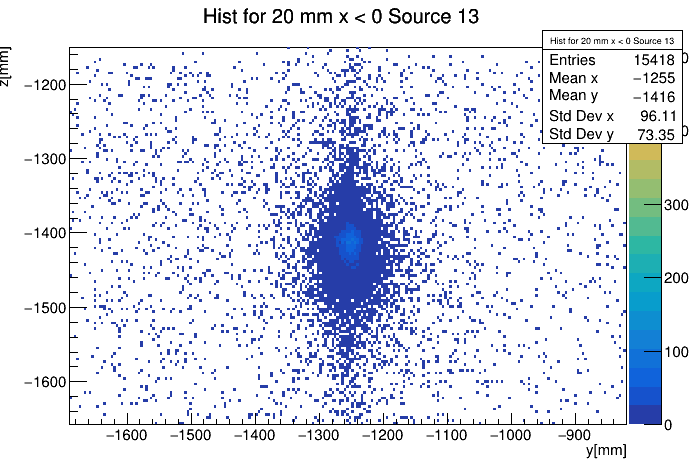 Hist for 20 mm x < 0 Source 13
z[mm]
Hist for 20 mm x < 0 Source 13
Entries 15418
Mean x −1255
Mean y −1416
Std Dev x 96.11
Std Dev y 73.35
−1200
−1300
−1400
−1500
−1600
300
200
100
0
−1600 −1500 −1400 −1300 −1200 −1100 −1000 −900
y[mm]